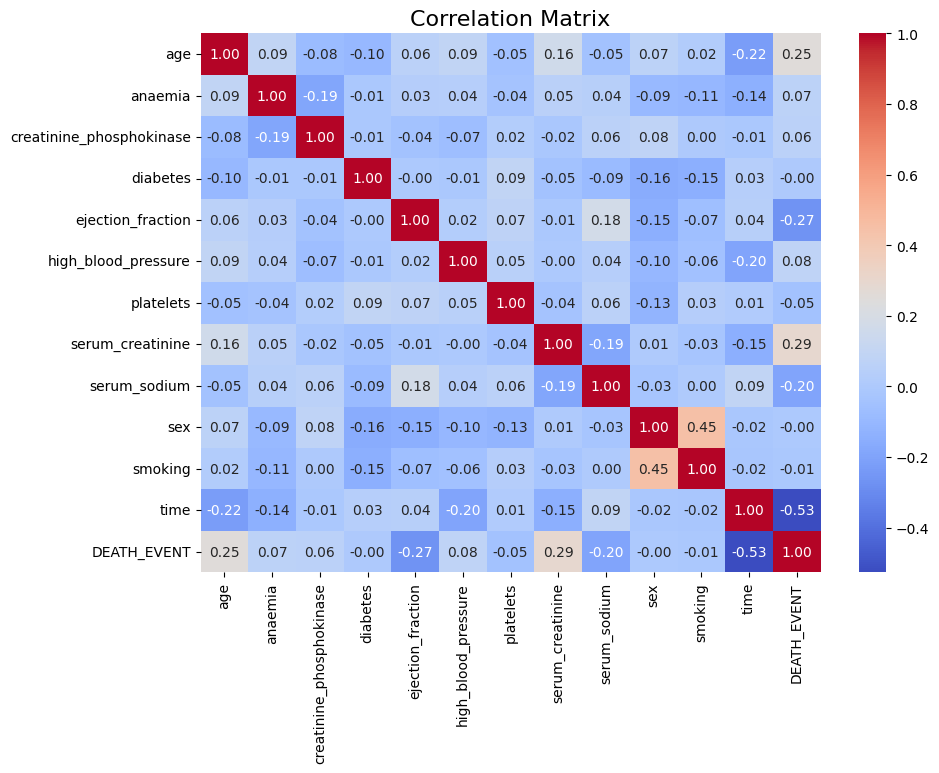 Correlation Matrix
age 1.00 0.09 -0.08 -0.10 0.06 0.09 -0.05 0.16 -0.05 0.07 0.02 -0.22 0.25
anaemia 0.09 1.00 -0.19 -0.01 0.03 0.04 -0.04 0.05 0.04 -0.09 -0.11 -0.14 0.07
creatinine_phosphokinase -0.08 -0.19 1.00 -0.01 -0.04 -0.07 0.02 -0.02 0.06 0.08 0.00 -0.01 0.06
diabetes -0.10 -0.01 -0.01 1.00 -0.00 -0.01 0.09 -0.05 -0.09 -0.16 -0.15 0.03 -0.00
ejection_fraction 0.06 0.03 -0.04 -0.00 1.00 0.02 0.07 -0.01 0.18 -0.15 -0.07 0.04 -0.27
high_blood_pressure 0.09 0.04 -0.07 -0.01 0.02 1.00 0.05 -0.00 0.04 -0.10 -0.06 -0.20 0.08
platelets -0.05 -0.04 0.02 0.09 0.07 0.05 1.00 -0.04 0.06 -0.13 0.03 0.01 -0.05
serum_creatinine 0.16 0.05 -0.02 -0.05 -0.01 -0.00 -0.04 1.00 -0.19 0.01 -0.03 -0.15 0.29
serum_sodium -0.05 0.04 0.06 -0.09 0.18 0.04 0.06 -0.19 1.00 -0.03 0.00 0.09 -0.20
sex 0.07 -0.09 0.08 -0.16 -0.15 -0.10 -0.13 0.01 -0.03 1.00 0.45 -0.02 -0.00
smoking 0.02 -0.11 0.00 -0.15 -0.07 -0.06 0.03 -0.03 0.00 0.45 1.00 -0.02 -0.01
time -0.22 -0.14 -0.01 0.03 0.04 -0.20 0.01 -0.15 0.09 -0.02 -0.02 1.00 -0.53
DEATH_EVENT 0.25 0.07 0.06 -0.00 -0.27 0.08 -0.05 0.29 -0.20 -0.00 -0.01 -0.53 1.00
age
anaemia
creatinine_phosphokinase
diabetes
ejection_fraction
high_blood_pressure
platelets
serum_creatinine
serum_sodium
sex
smoking
time
DEATH_EVENT
1.0
0.8
0.6
0.4
0.2
0.0
−0.2
−0.4